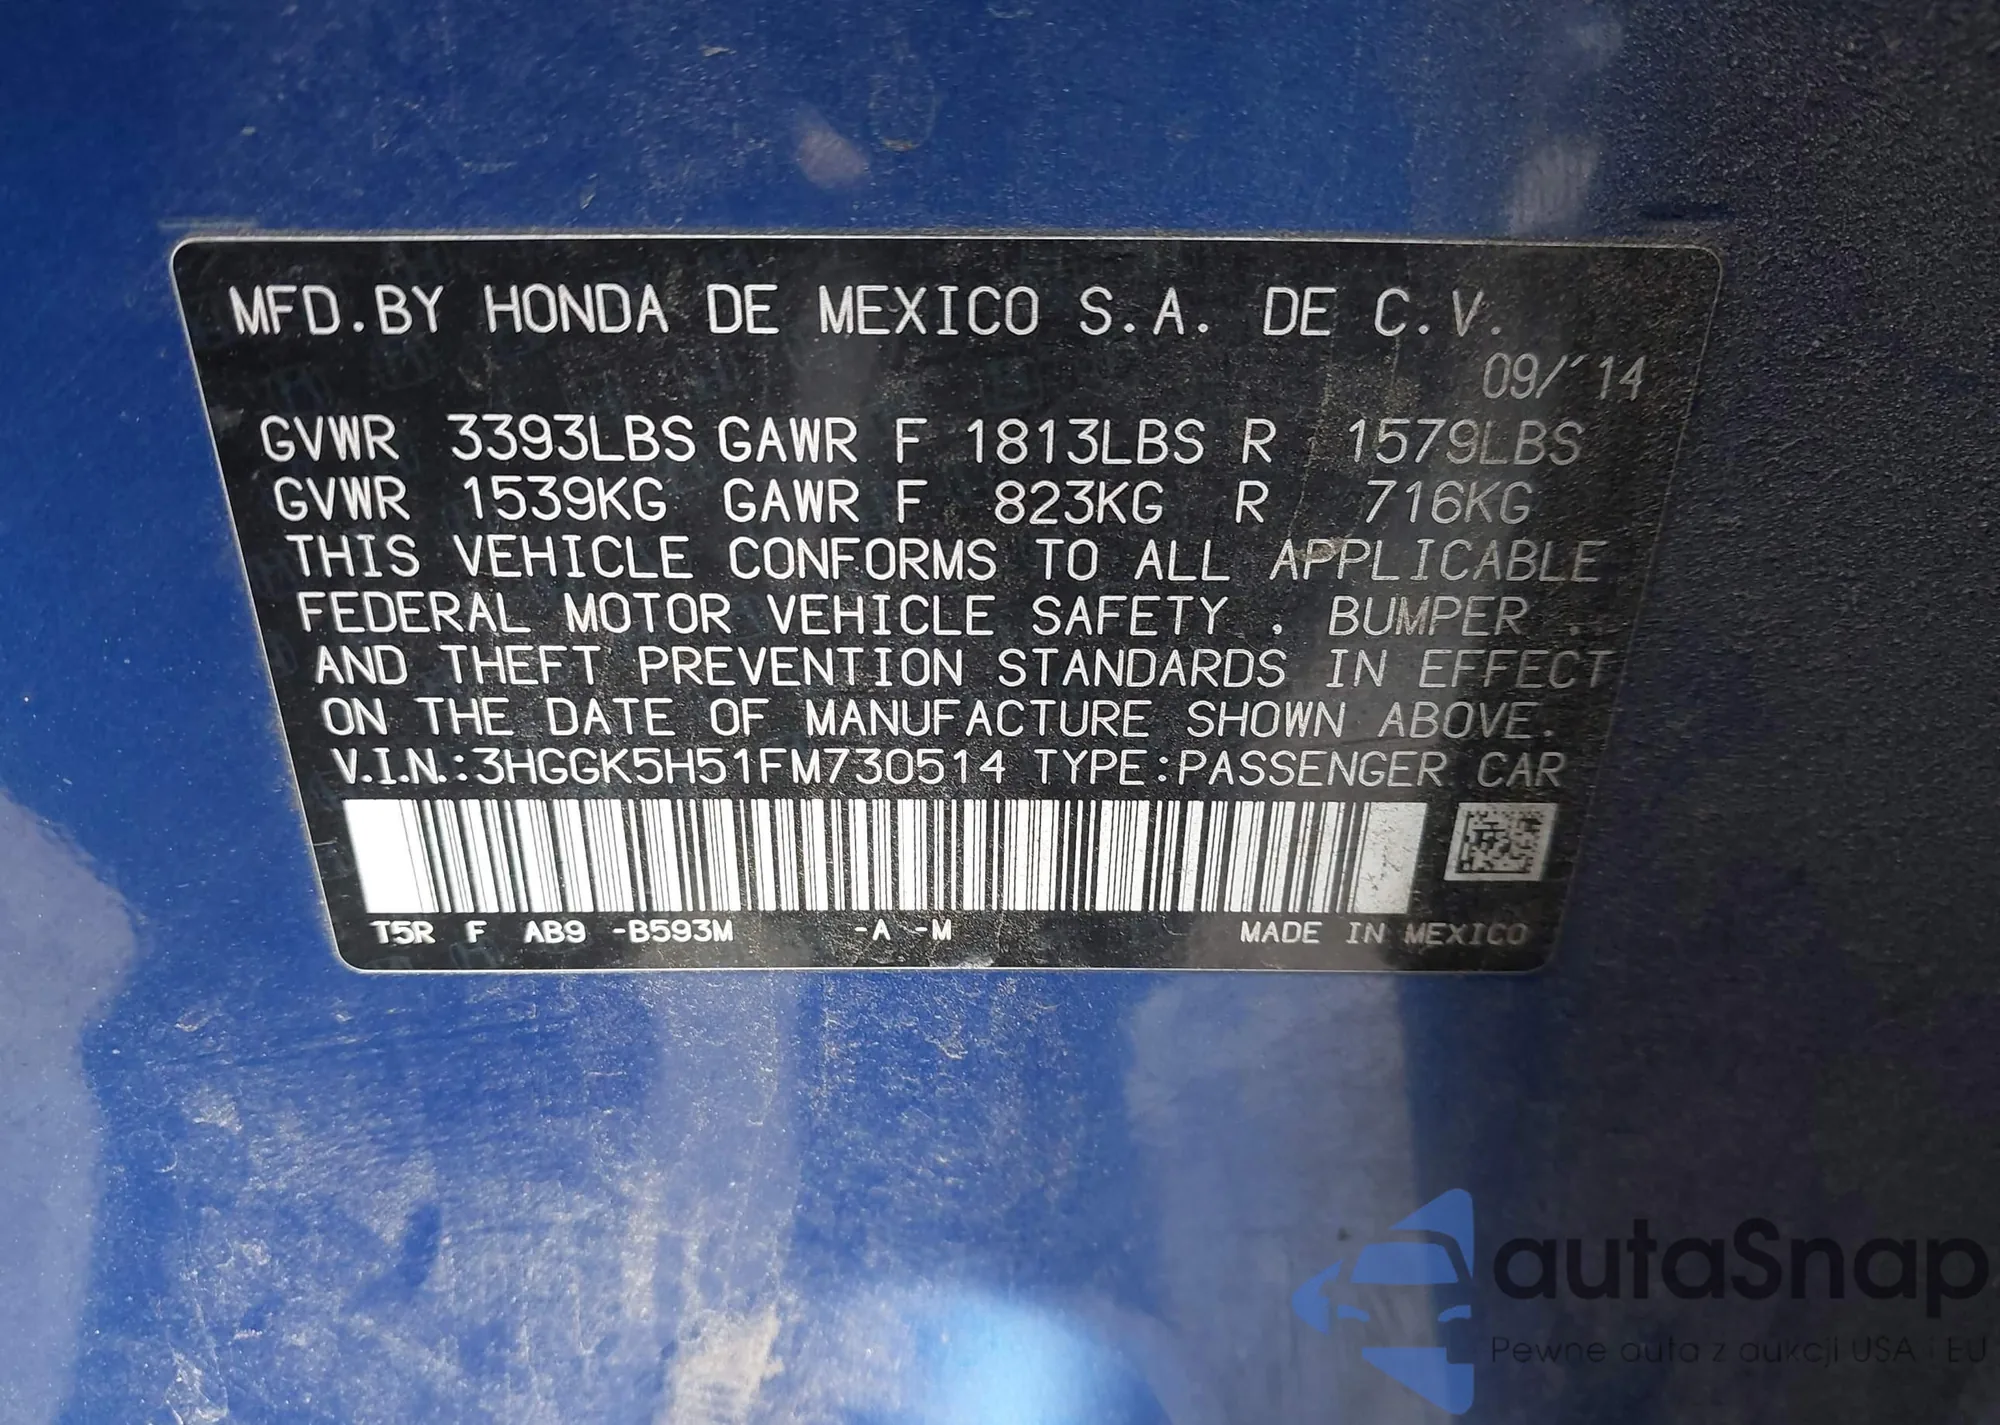 MFD.BY HONDA DE MEXICO S.A. DE C.V.
09/´14
GVWR 3393LBS GAWR F 1813LBS R 1579LBS
GVWR 1539KG GAWR F 823KG R 716KG
THIS VEHICLE CONFORMS TO ALL APPLICABLE
FEDERAL MOTOR VEHICLE SAFETY , BUMPER ,
AND THEFT PREVENTION STANDARDS IN EFFECT
ON THE DATE OF MANUFACTURE SHOWN ABOVE.
V.I.N.:3HGGK5H51FM730514 TYPE:PASSENGER CAR
T5R F AB9 -B593M -A -M MADE IN MEXICO
autaSnap
Pewne auta z aukcji USA i EU